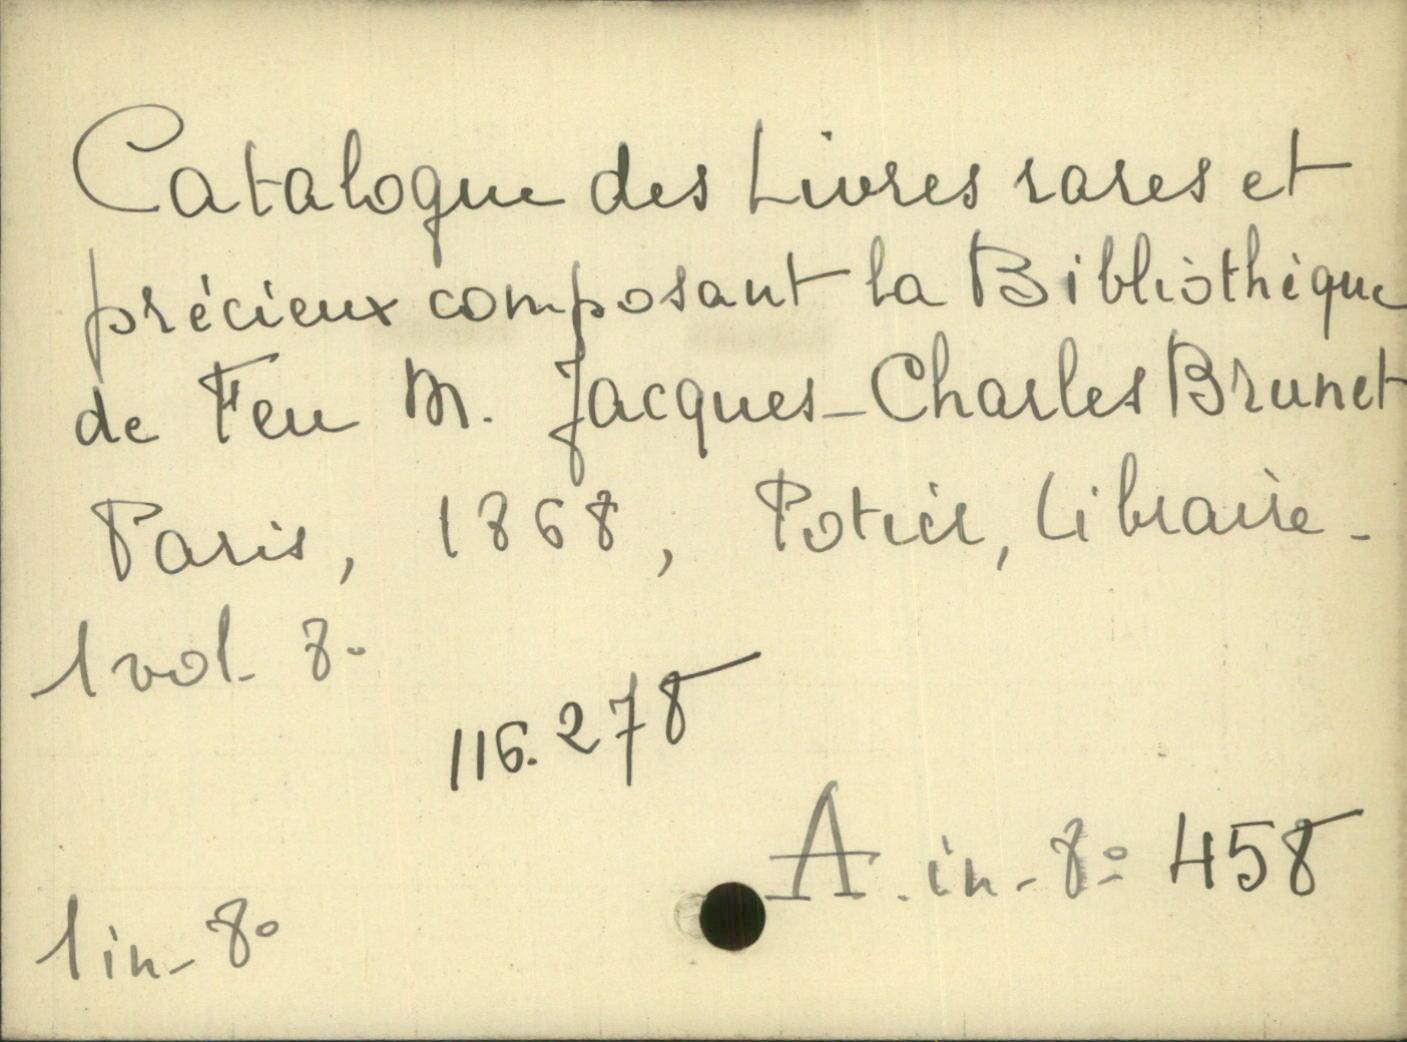 Catalogue des Livres rares et
précieux composant la Bibliothèque
de Feu M. Jacques-Charles Brunet
Paris, 1868, Potier, Libraire.
1 vol. 8°
116.278
A. in-8° 458
1 in-8°